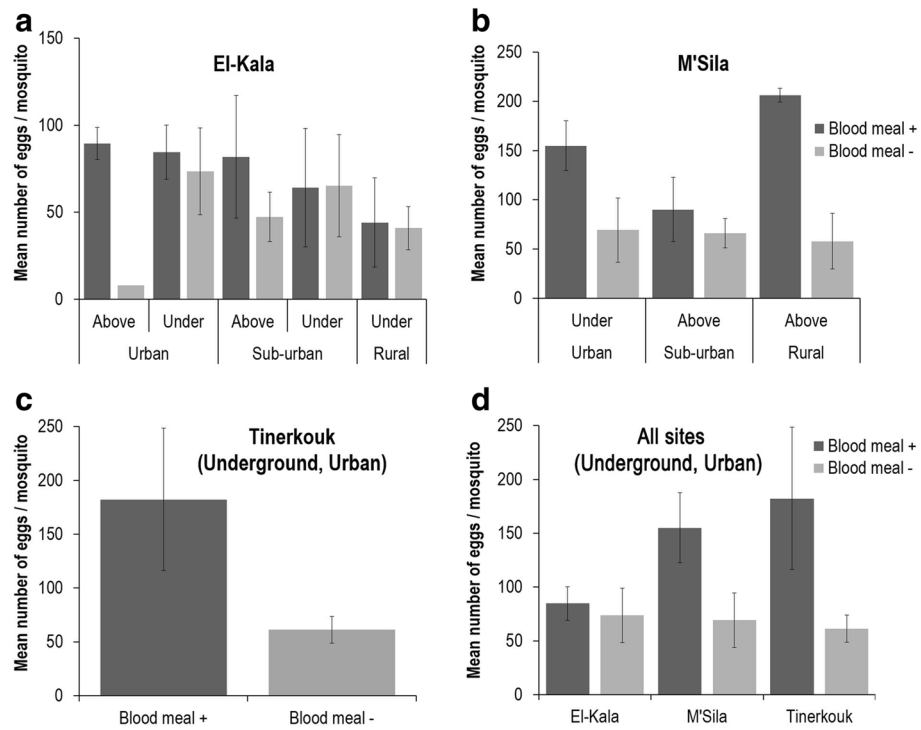 a
El-Kala
Mean number of eggs / mosquito
150
100
50
0
Above Under Above Under Under
Urban Sub-urban Rural
b
M'Sila
Mean number of eggs / mosquito
250
200
150
100
50
0
Blood meal +
Blood meal -
Under Above Above
Urban Sub-urban Rural
c
Tinerkouk
(Underground, Urban)
Mean number of eggs / mosquito
250
200
150
100
50
0
Blood meal + Blood meal -
d
All sites
(Underground, Urban)
Mean number of eggs / mosquito
250
200
150
100
50
0
Blood meal +
Blood meal -
El-Kala M'Sila Tinerkouk